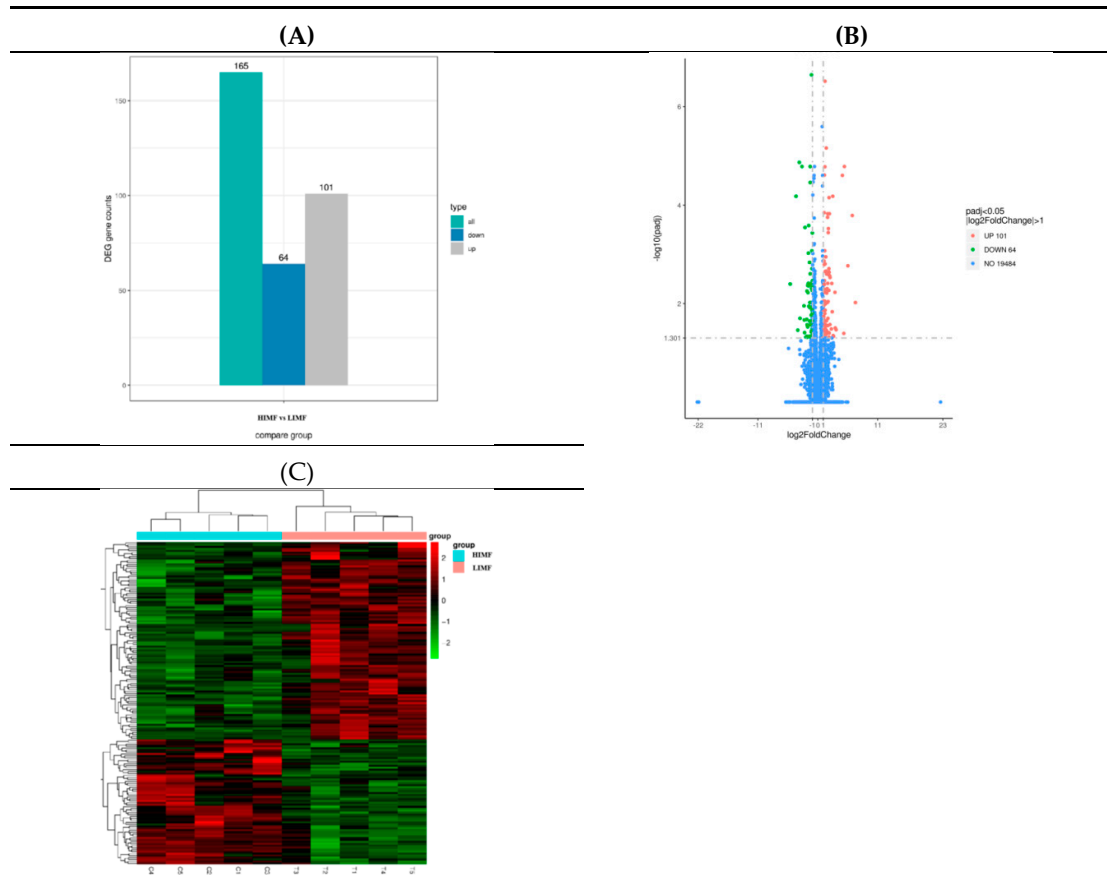 (A)
(B)
165
64
101
150
100
50
0
DEG gene counts
HIMF vs LIMF
compare group
type
all
down
up
6
4
2
1.301
-log10(padj)
-22
-11
-1 0 1
11
23
log2FoldChange
padj<0.05
|log2FoldChange|>1
UP 101
DOWN 64
NO 19484
(C)
group
group
HIMF
LIMF
2
1
0
-1
-2
C4
C5
C2
C1
C3
T3
T2
T1
T4
T5